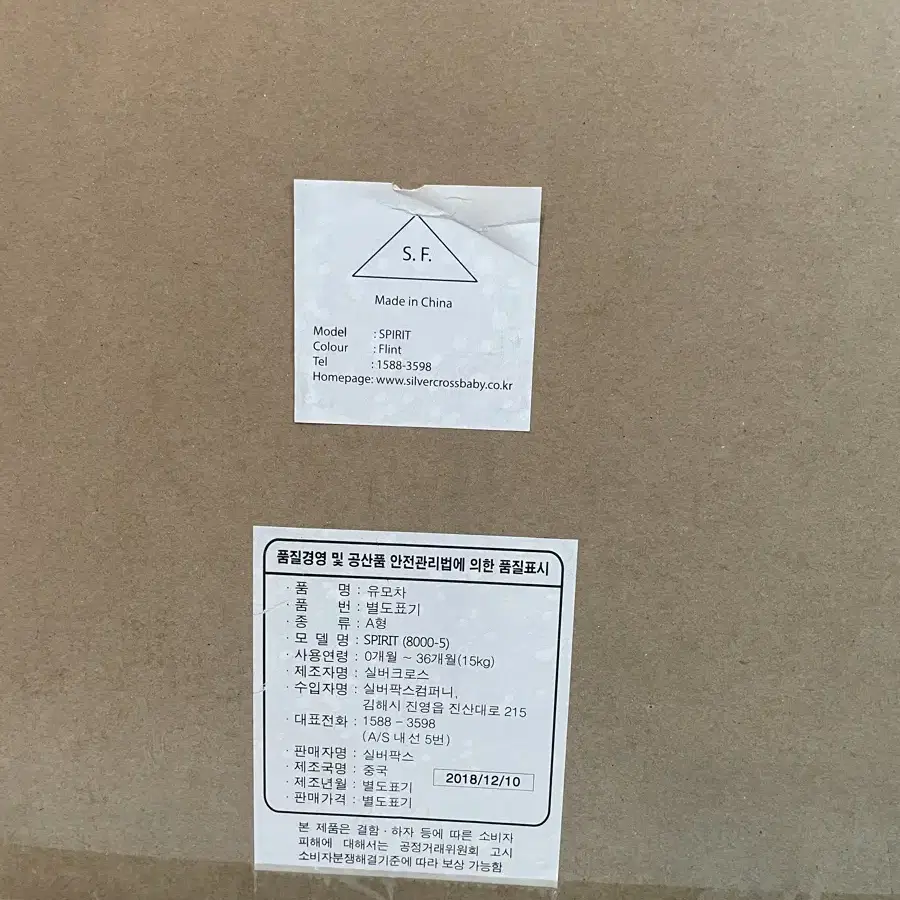 S. F.
Made in China
Model : SPIRIT
Colour : Flint
Tel : 1588-3598
Homepage: www.silvercrossbaby.co.kr
품질경영 및 공산품 안전관리법에 의한 품질표시
· 품 명 : 유모차
· 품 번 : 별도표기
· 종 류 : A형
· 모 델 명 : SPIRIT (8000-5)
· 사용연령 : 0개월 ~ 36개월(15kg)
· 제조자명 : 실버크로스
· 수입자명 : 실버팍스컴퍼니,
김해시 진영읍 진산대로 215
· 대표전화 : 1588 - 3598
(A/S 내선 5번)
· 판매자명 : 실버팍스
· 제조국명 : 중국
2018/12/10
· 제조년월 : 별도표기
· 판매가격 : 별도표기
본 제품은 결함 · 하자 등에 따른 소비자
피해에 대해서는 공정거래위원회 고시
소비자분쟁해결기준에 따라 보상 가능함